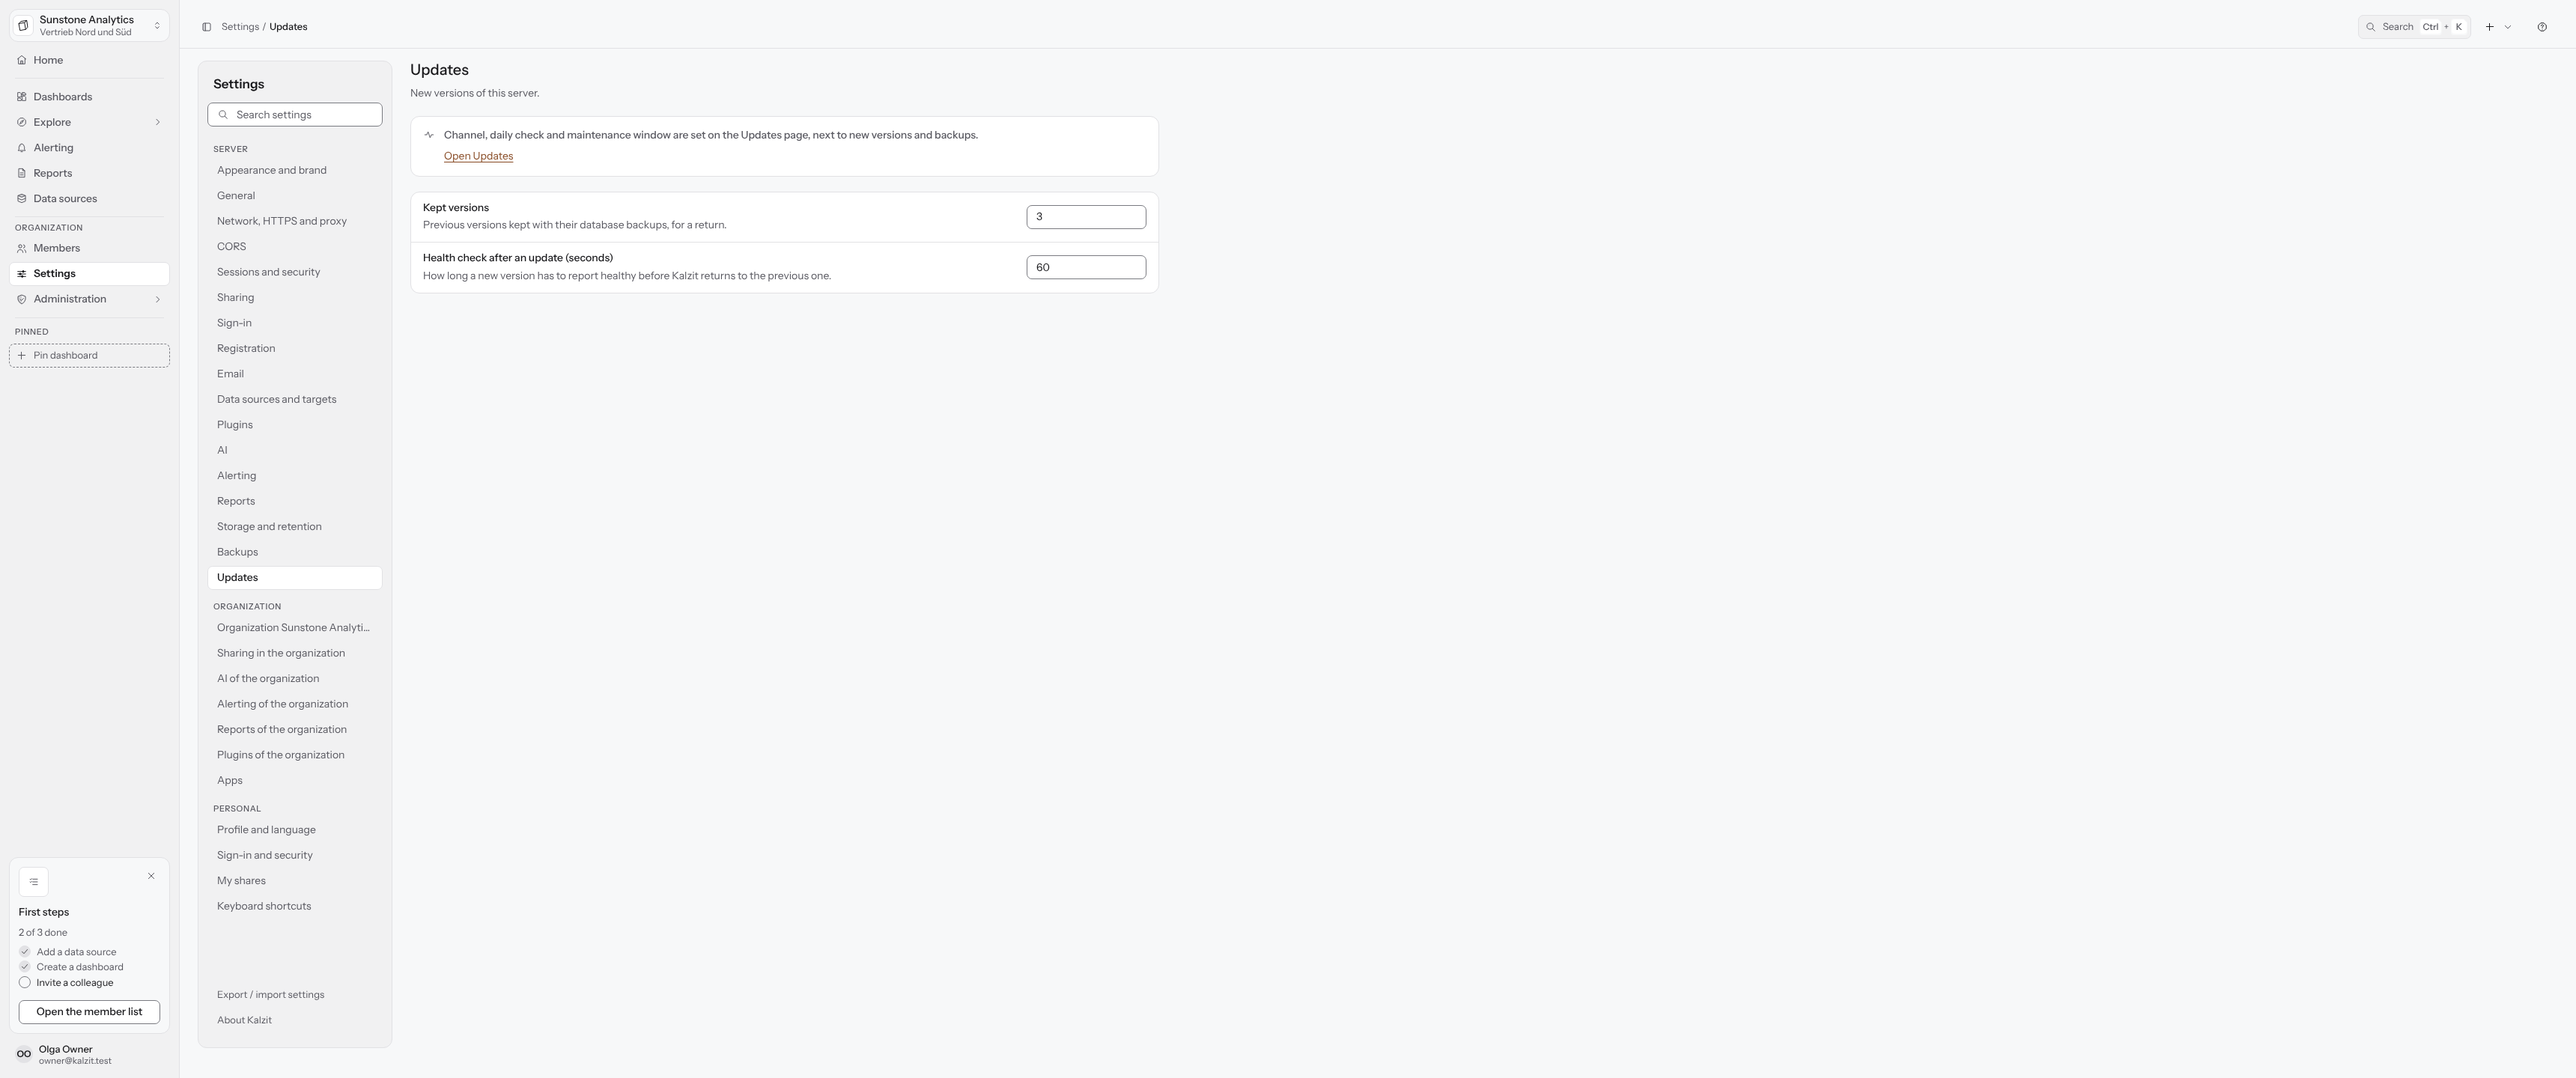 Sunstone Analytics
Vertrieb Nord und Süd
Home
Dashboards
Explore
Alerting
Reports
Data sources
ORGANIZATION
Members
Settings
Administration
PINNED
Pin dashboard
First steps
2 of 3 done
Add a data source
Create a dashboard
Invite a colleague
Open the member list
OO
Olga Owner
owner@kalzit.test
Settings / Updates
Search Ctrl + K
Settings
Search settings
SERVER
Appearance and brand
General
Network, HTTPS and proxy
CORS
Sessions and security
Sharing
Sign-in
Registration
Email
Data sources and targets
Plugins
AI
Alerting
Reports
Storage and retention
Backups
Updates
ORGANIZATION
Organization Sunstone Analyti...
Sharing in the organization
AI of the organization
Alerting of the organization
Reports of the organization
Plugins of the organization
Apps
PERSONAL
Profile and language
Sign-in and security
My shares
Keyboard shortcuts
Export / import settings
About Kalzit
Updates
New versions of this server.
Channel, daily check and maintenance window are set on the Updates page, next to new versions and backups.
Open Updates
Kept versions
Previous versions kept with their database backups, for a return.
3
Health check after an update (seconds)
How long a new version has to report healthy before Kalzit returns to the previous one.
60